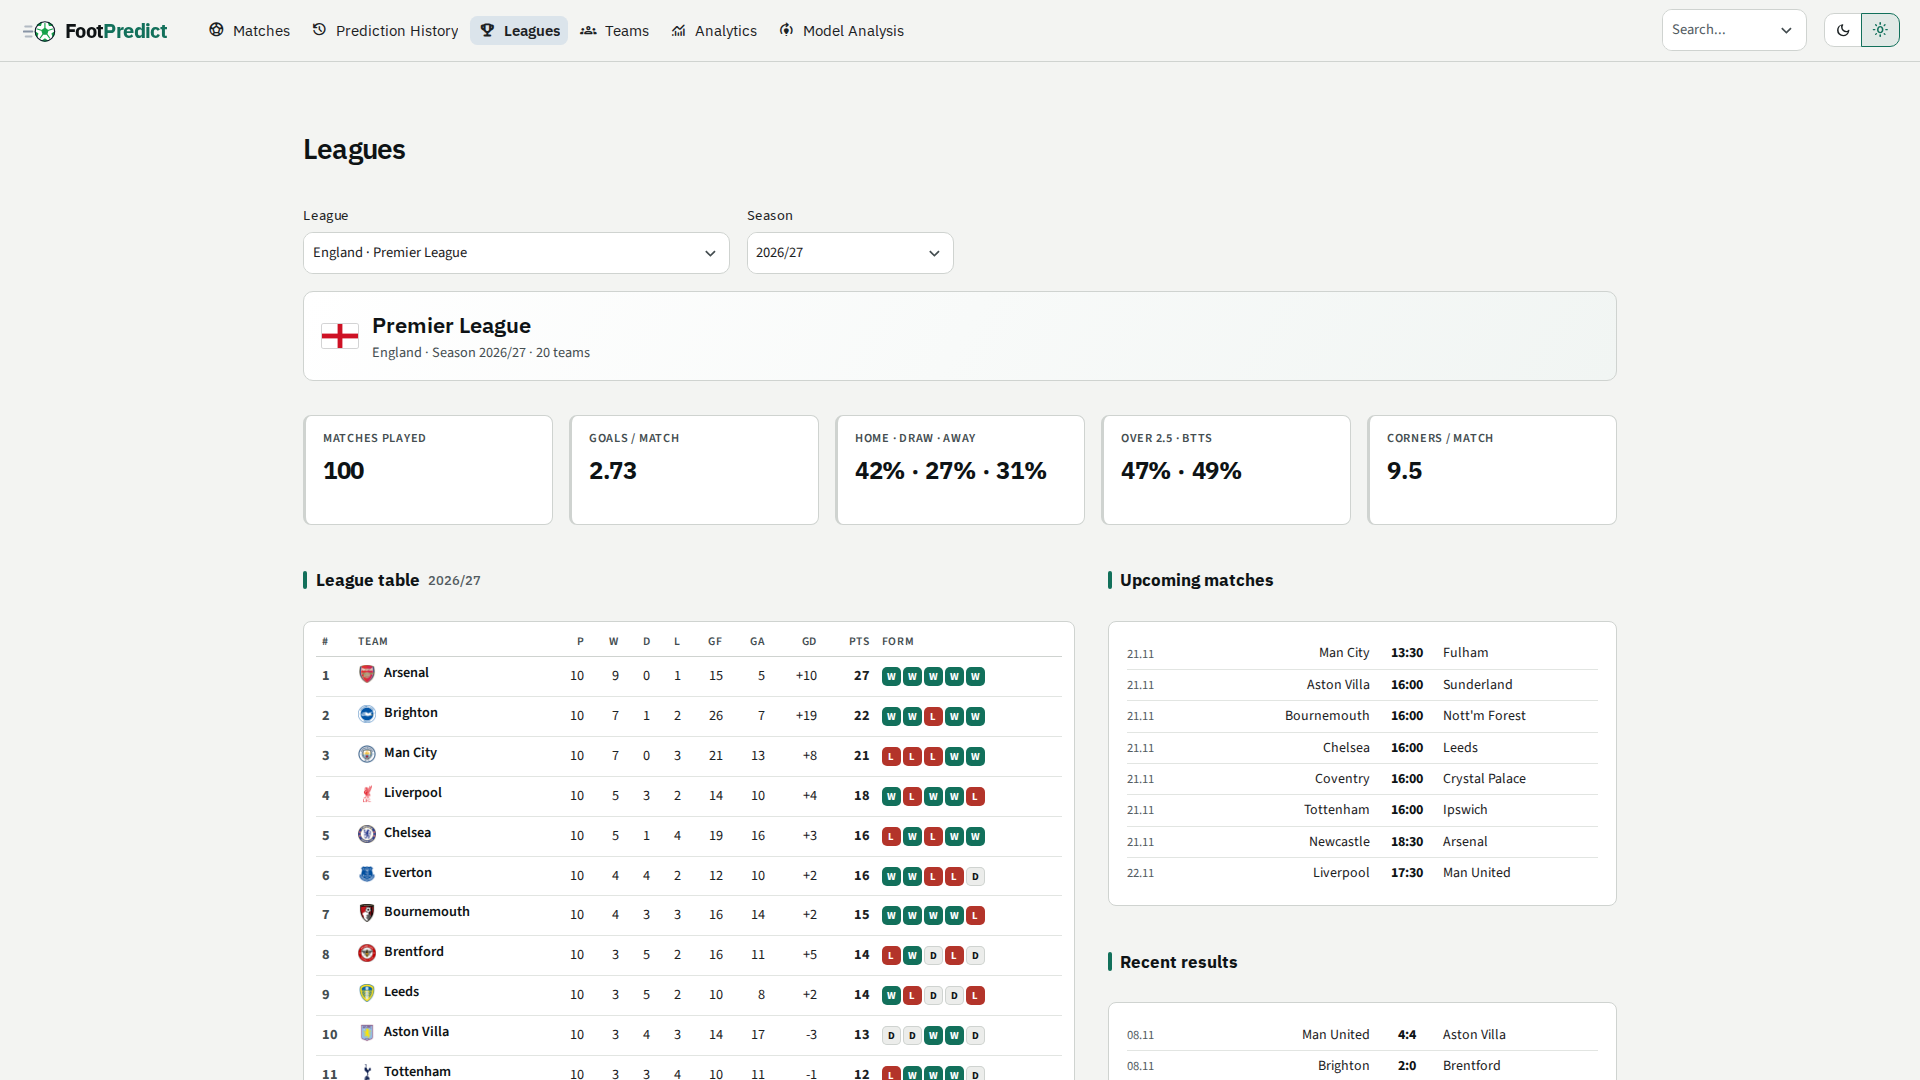 FootPredict Matches Prediction History Leagues Teams Analytics Model Analysis Search...
Leagues
League Season
England · Premier League 2026/27
Premier League
England · Season 2026/27 · 20 teams
MATCHES PLAYED GOALS / MATCH HOME · DRAW · AWAY OVER 2.5 · BTTS CORNERS / MATCH
100 2.73 42% · 27% · 31% 47% · 49% 9.5
League table 2026/27
# TEAM P W D L GF GA GD PTS FORM
1 Arsenal 10 9 0 1 15 5 +10 27 W W W W W
2 Brighton 10 7 1 2 26 7 +19 22 W W L W W
3 Man City 10 7 0 3 21 13 +8 21 L L L W W
4 Liverpool 10 5 3 2 14 10 +4 18 W L W W L
5 Chelsea 10 5 1 4 19 16 +3 16 L W L W W
6 Everton 10 4 4 2 12 10 +2 16 W W L L D
7 Bournemouth 10 4 3 3 16 14 +2 15 W W W W L
8 Brentford 10 3 5 2 16 11 +5 14 L W D L D
9 Leeds 10 3 5 2 10 8 +2 14 W L D D L
10 Aston Villa 10 3 4 3 14 17 -3 13 D D W W D
11 Tottenham 10 3 3 4 10 11 -1 12 L W W W D
Upcoming matches
21.11 Man City 13:30 Fulham
21.11 Aston Villa 16:00 Sunderland
21.11 Bournemouth 16:00 Nott'm Forest
21.11 Chelsea 16:00 Leeds
21.11 Coventry 16:00 Crystal Palace
21.11 Tottenham 16:00 Ipswich
21.11 Newcastle 18:30 Arsenal
22.11 Liverpool 17:30 Man United
Recent results
08.11 Man United 4:4 Aston Villa
08.11 Brighton 2:0 Brentford